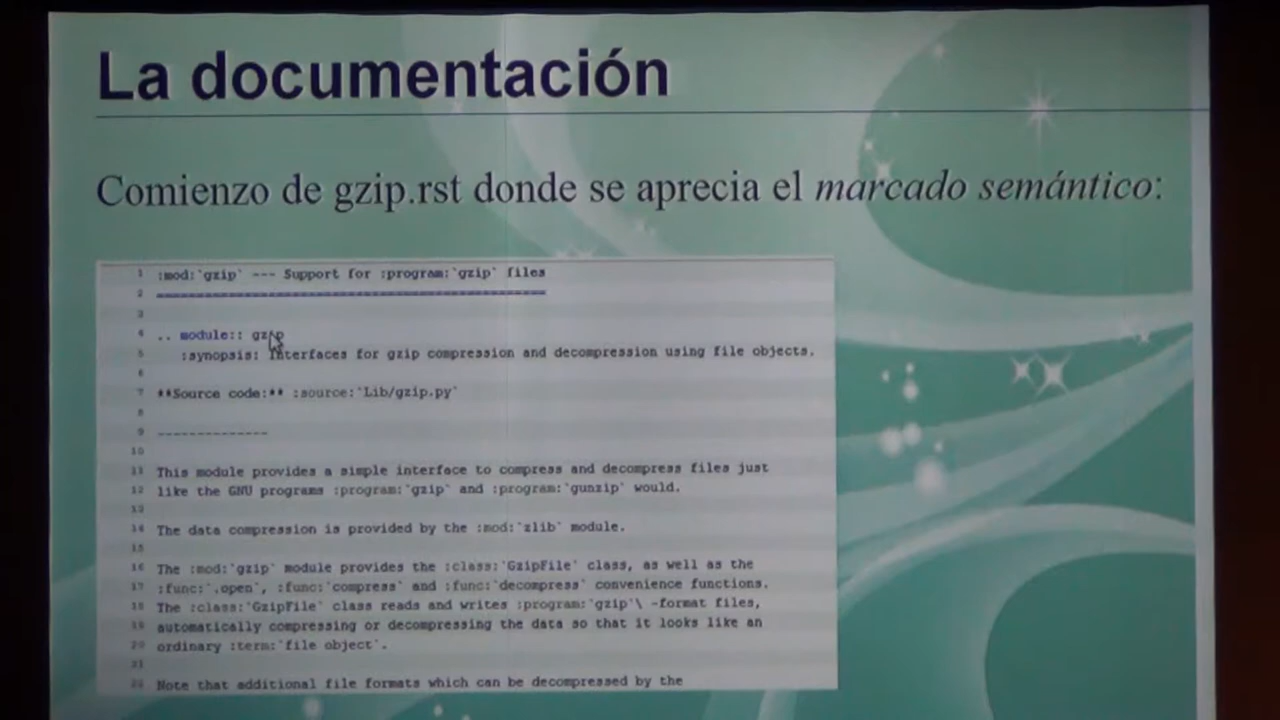 La documentación
Comienzo de gzip.rst donde se aprecia el marcado semántico:
1 :mod:`gzip` --- Support for :program:`gzip` files
2 =================================================
3
4 .. module:: gzip
5 :synopsis: Interfaces for gzip compression and decompression using file objects.
6
7 **Source code:** :source:`Lib/gzip.py`
8
9 --------------
10
11 This module provides a simple interface to compress and decompress files just
12 like the GNU programs :program:`gzip` and :program:`gunzip` would.
13
14 The data compression is provided by the :mod:`zlib` module.
15
16 The :mod:`gzip` module provides the :class:`GzipFile` class, as well as the
17 :func:`.open`, :func:`compress` and :func:`decompress` convenience functions.
18 The :class:`GzipFile` class reads and writes :program:`gzip`\ -format files,
19 automatically compressing or decompressing the data so that it looks like an
20 ordinary :term:`file object`.
21
22 Note that additional file formats which can be decompressed by the